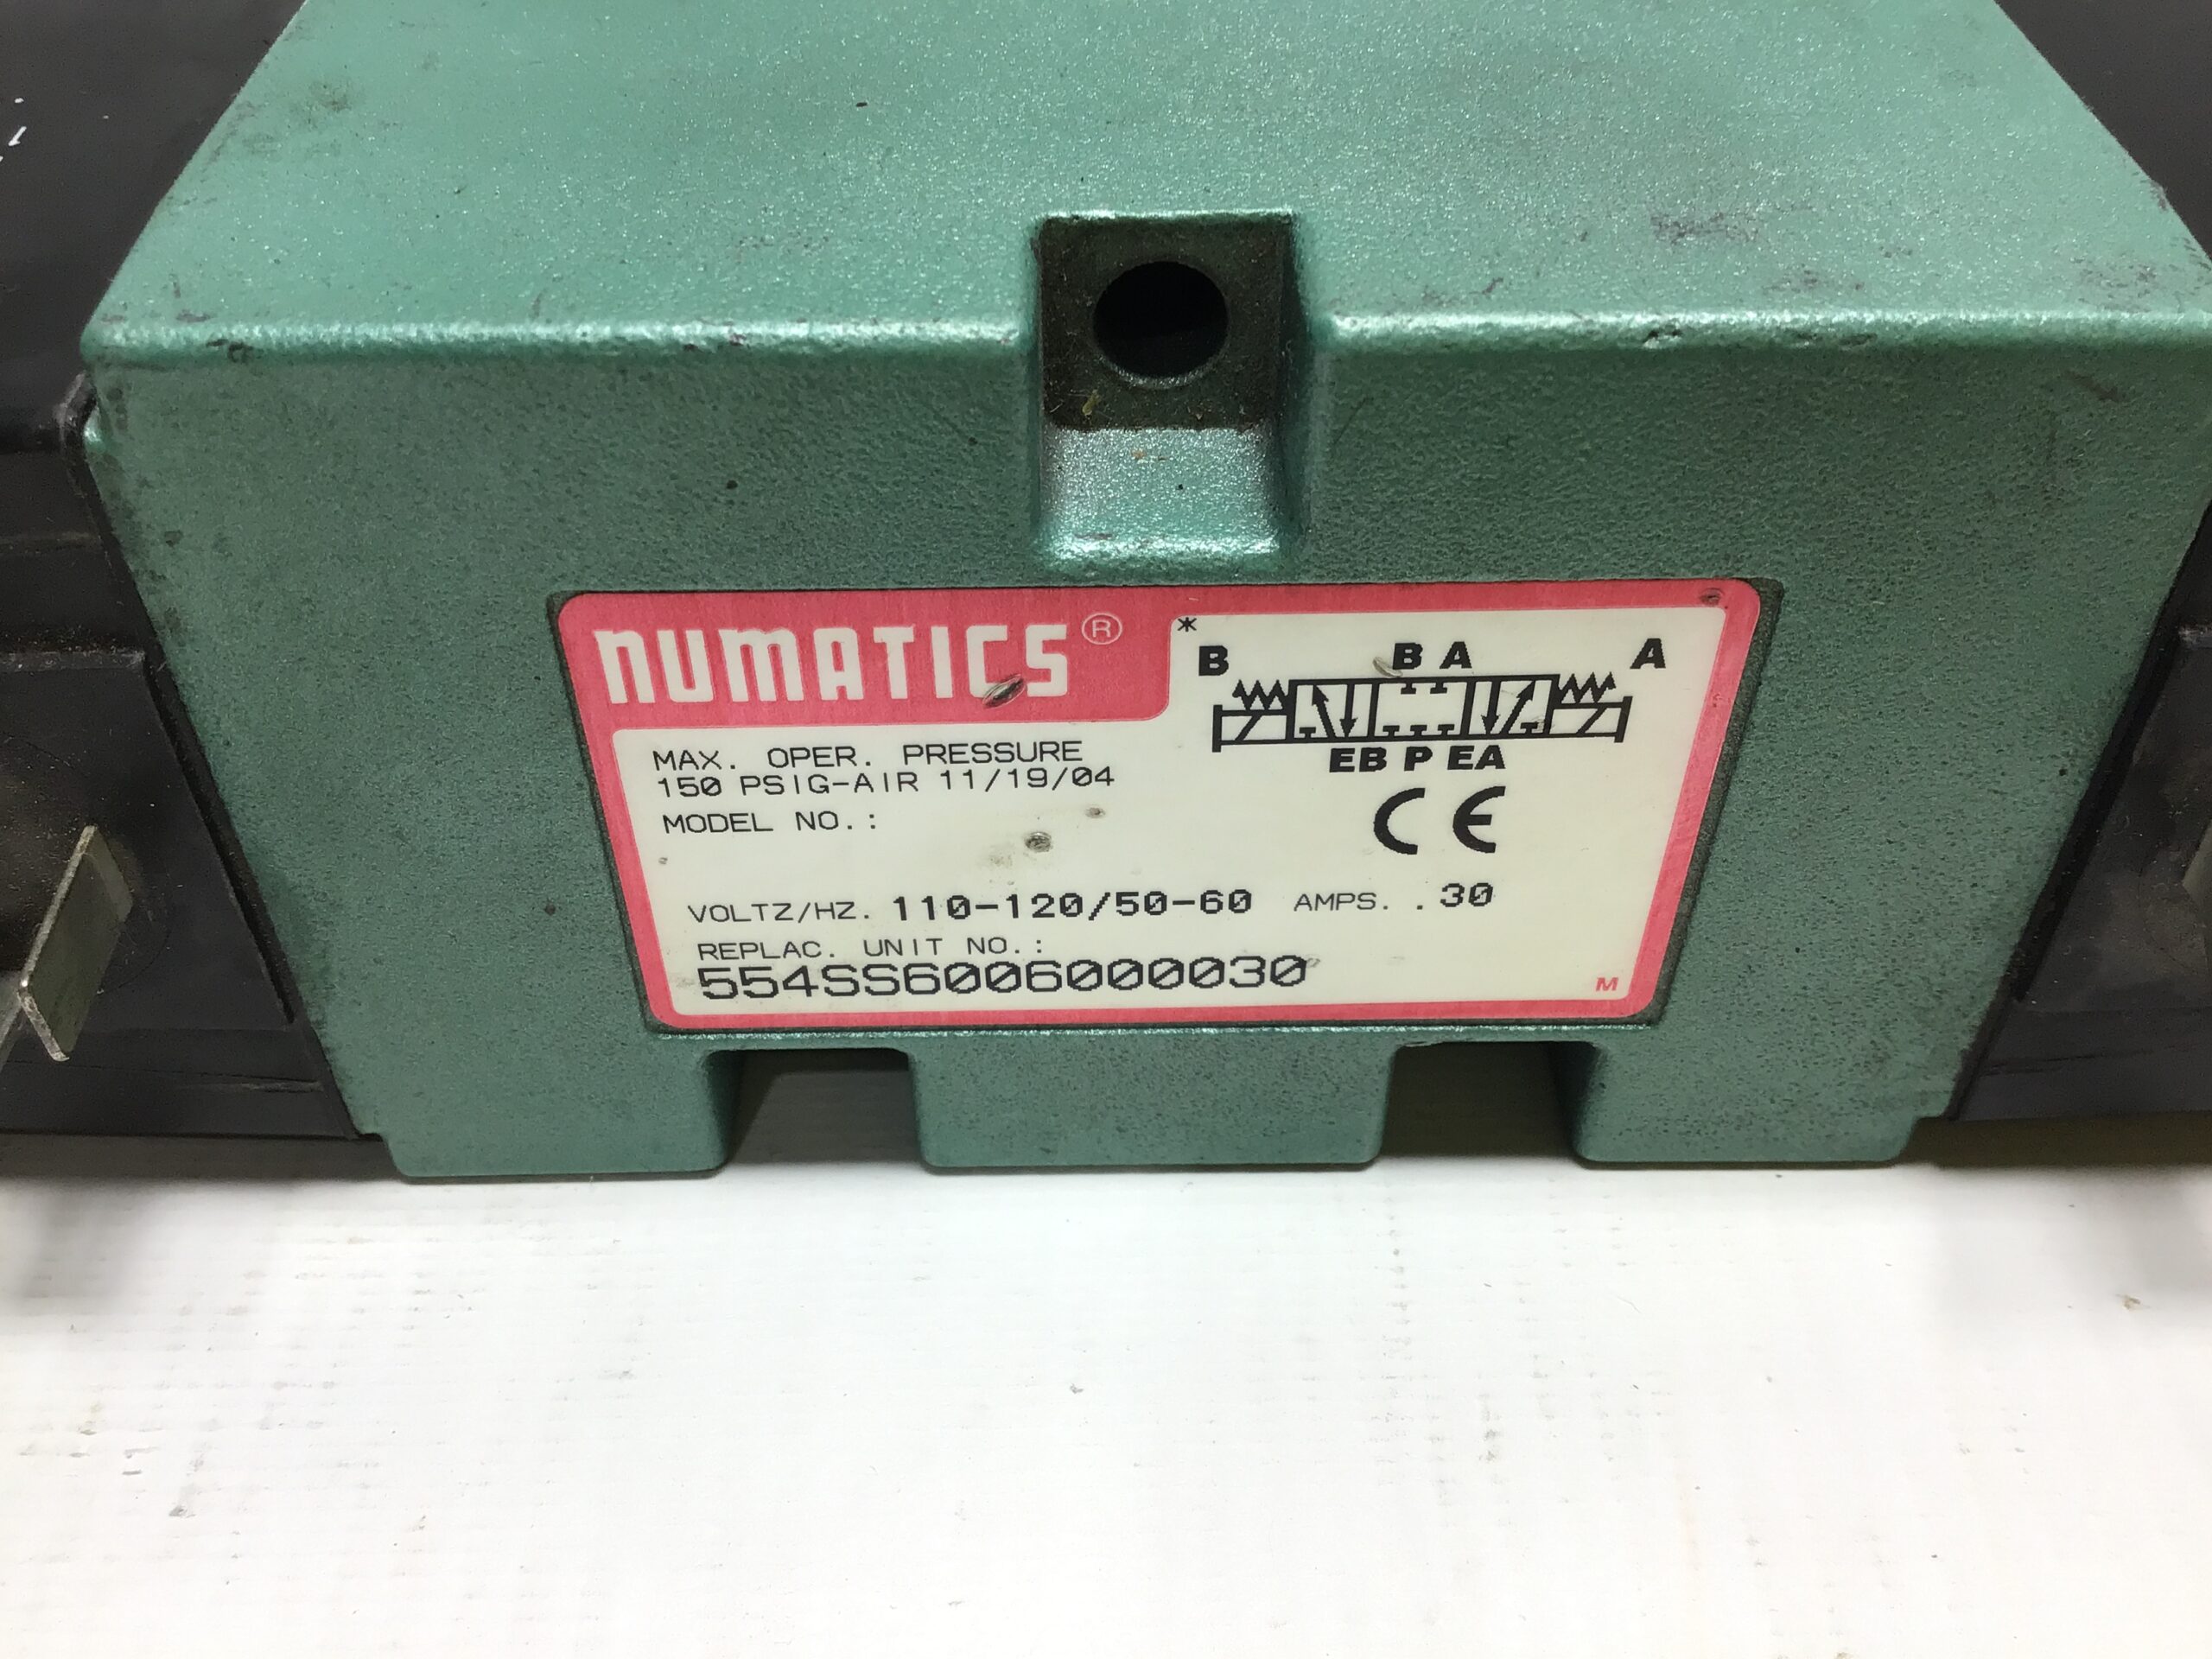 NUMATICS®
* B B A A
EB P EA
MAX. OPER. PRESSURE
150 PSIG-AIR 11/19/04
MODEL NO.:
CE
VOLTZ/HZ. 110-120/50-60 AMPS. .30
REPLAC. UNIT NO.:
554SS6006000030
M